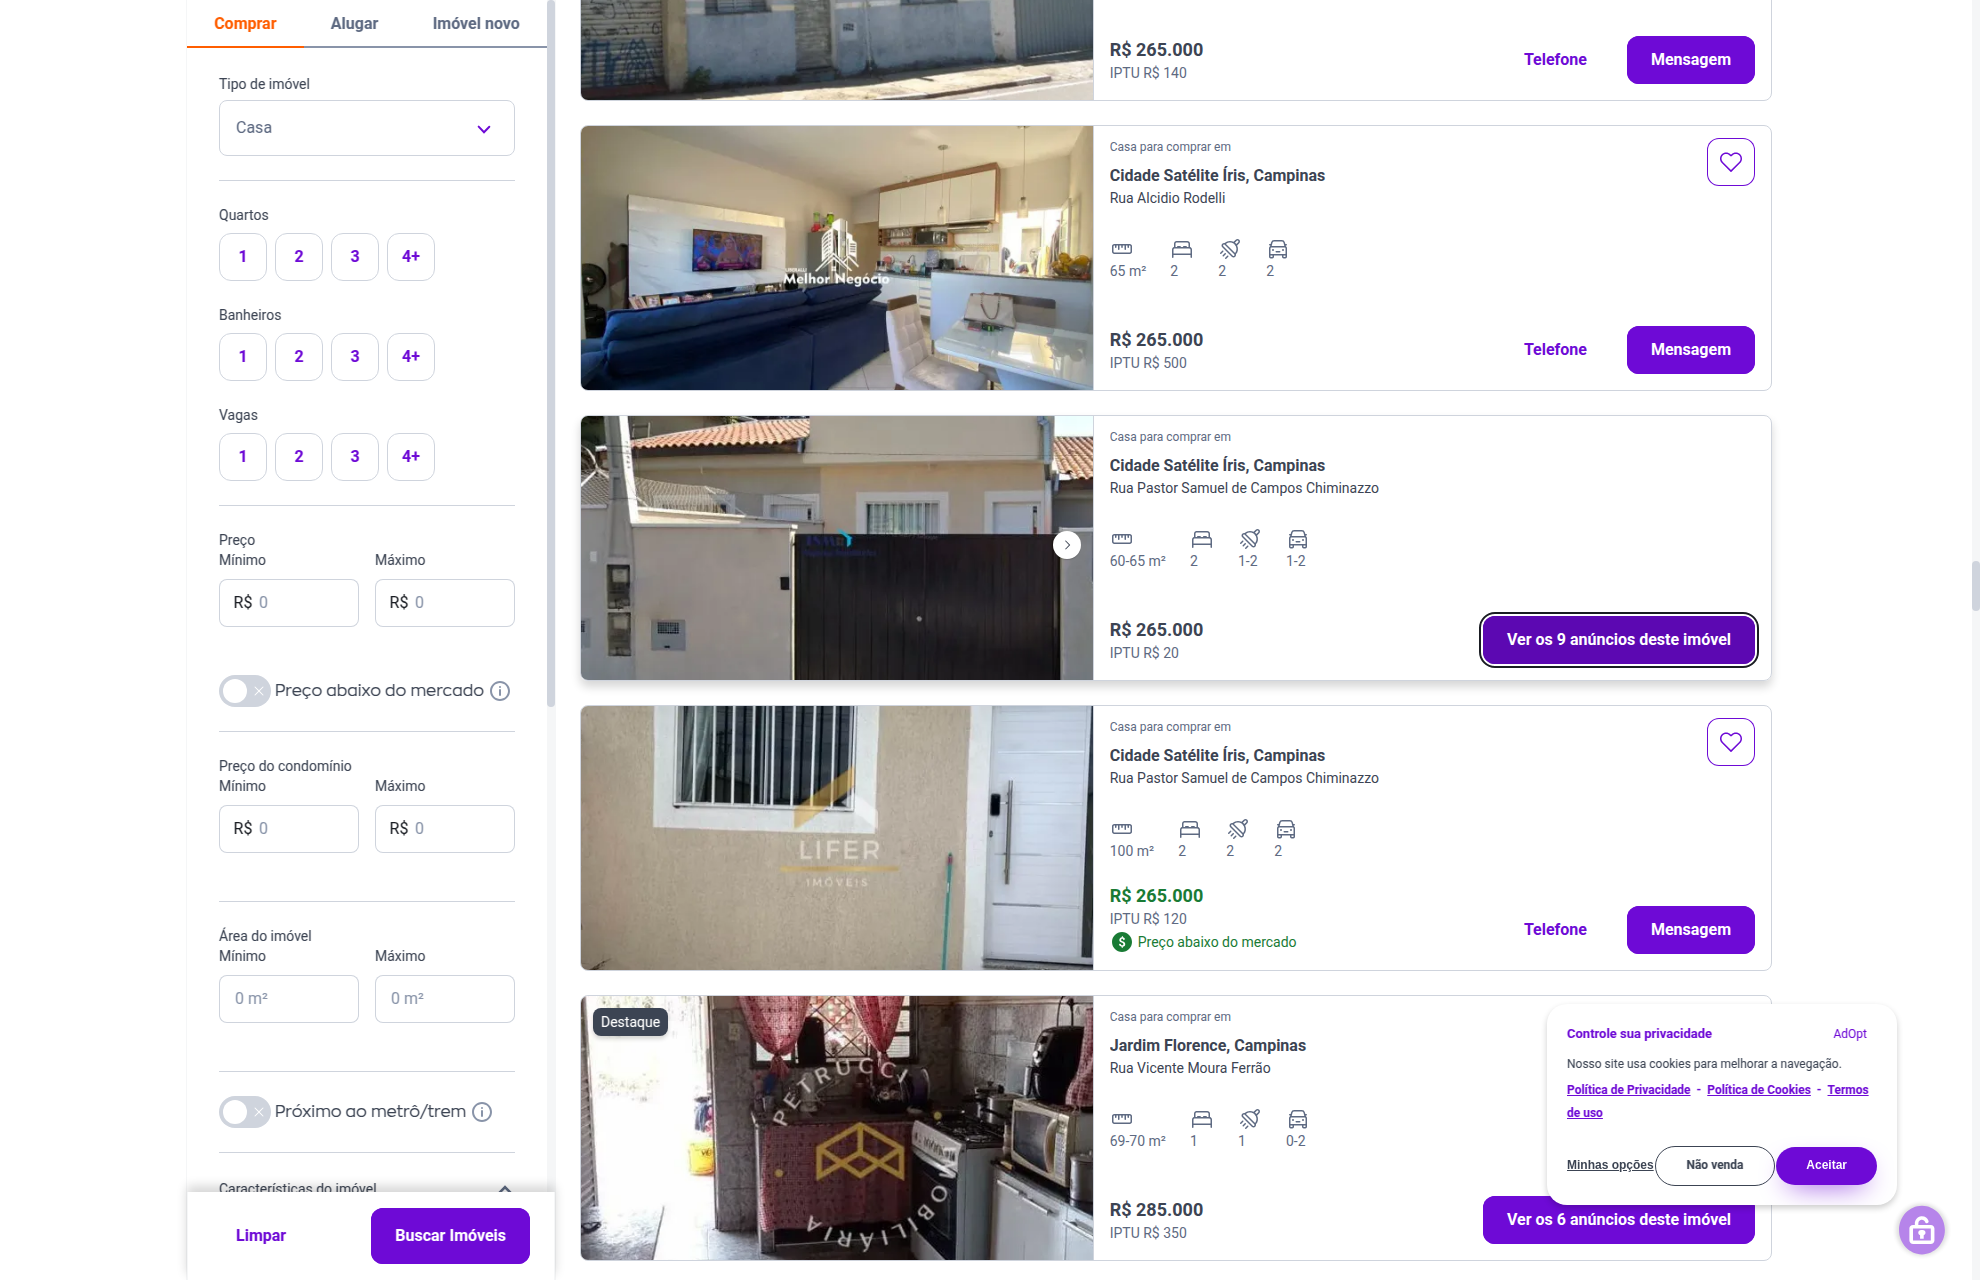 Comprar
Alugar
Imóvel novo
Tipo de imóvel
Casa
Quartos
1
2
3
4+
Banheiros
1
2
3
4+
Vagas
1
2
3
4+
Preço
Mínimo
Máximo
R$ 0
R$ 0
Preço abaixo do mercado
Preço do condomínio
Mínimo
Máximo
R$ 0
R$ 0
Área do imóvel
Mínimo
Máximo
0 m²
0 m²
Próximo ao metrô/trem
Características do imóvel
Limpar
Buscar Imóveis
R$ 265.000
IPTU R$ 140
Telefone
Mensagem
Melhor Negócio
Casa para comprar em
Cidade Satélite Íris, Campinas
Rua Alcidio Rodelli
65 m²
2
2
2
R$ 265.000
IPTU R$ 500
Telefone
Mensagem
Casa para comprar em
Cidade Satélite Íris, Campinas
Rua Pastor Samuel de Campos Chiminazzo
60-65 m²
2
1-2
1-2
R$ 265.000
IPTU R$ 20
Ver os 9 anúncios deste imóvel
LIFER
IMÓVEIS
Casa para comprar em
Cidade Satélite Íris, Campinas
Rua Pastor Samuel de Campos Chiminazzo
100 m²
2
2
2
R$ 265.000
IPTU R$ 120
Preço abaixo do mercado
Telefone
Mensagem
Destaque
PETRUCCI
IMOBILIÁRIA
Casa para comprar em
Jardim Florence, Campinas
Rua Vicente Moura Ferrão
69-70 m²
1
1
0-2
R$ 285.000
IPTU R$ 350
Ver os 6 anúncios deste imóvel
Controle sua privacidade
AdOpt
Nosso site usa cookies para melhorar a navegação.
Política de Privacidade - Política de Cookies - Termos
de uso
Minhas opções
Não venda
Aceitar